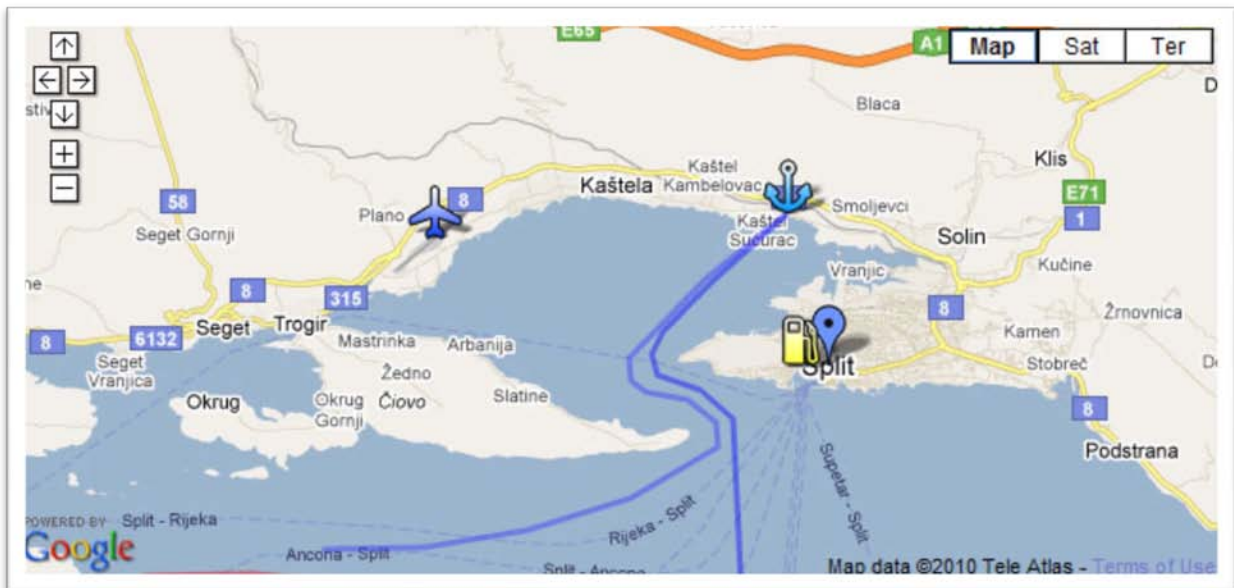 E65
A1
Map
Sat
Ter
Blaca
Klis
Kaštel
Kambelovac
Kaštela
E71
58
8
1
Plano
Smoljevci
Seget Gornji
Kaštel
Sućurac
Solin
Vranjic
Kučine
8
315
8
Žrnovnica
Seget
Trogir
Kamen
8
6132
Mastrinka
Arbanija
Stobreč
Seget
Vranjica
Žedno
Split
Okrug
Okrug
Gornji
Čiovo
Slatine
8
Podstrana
Supetar - Split
POWERED BY
Google
Split - Rijeka
Rijeka - Split
Ancona - Split
Split - Ancona
Map data ©2010 Tele Atlas - Terms of Use